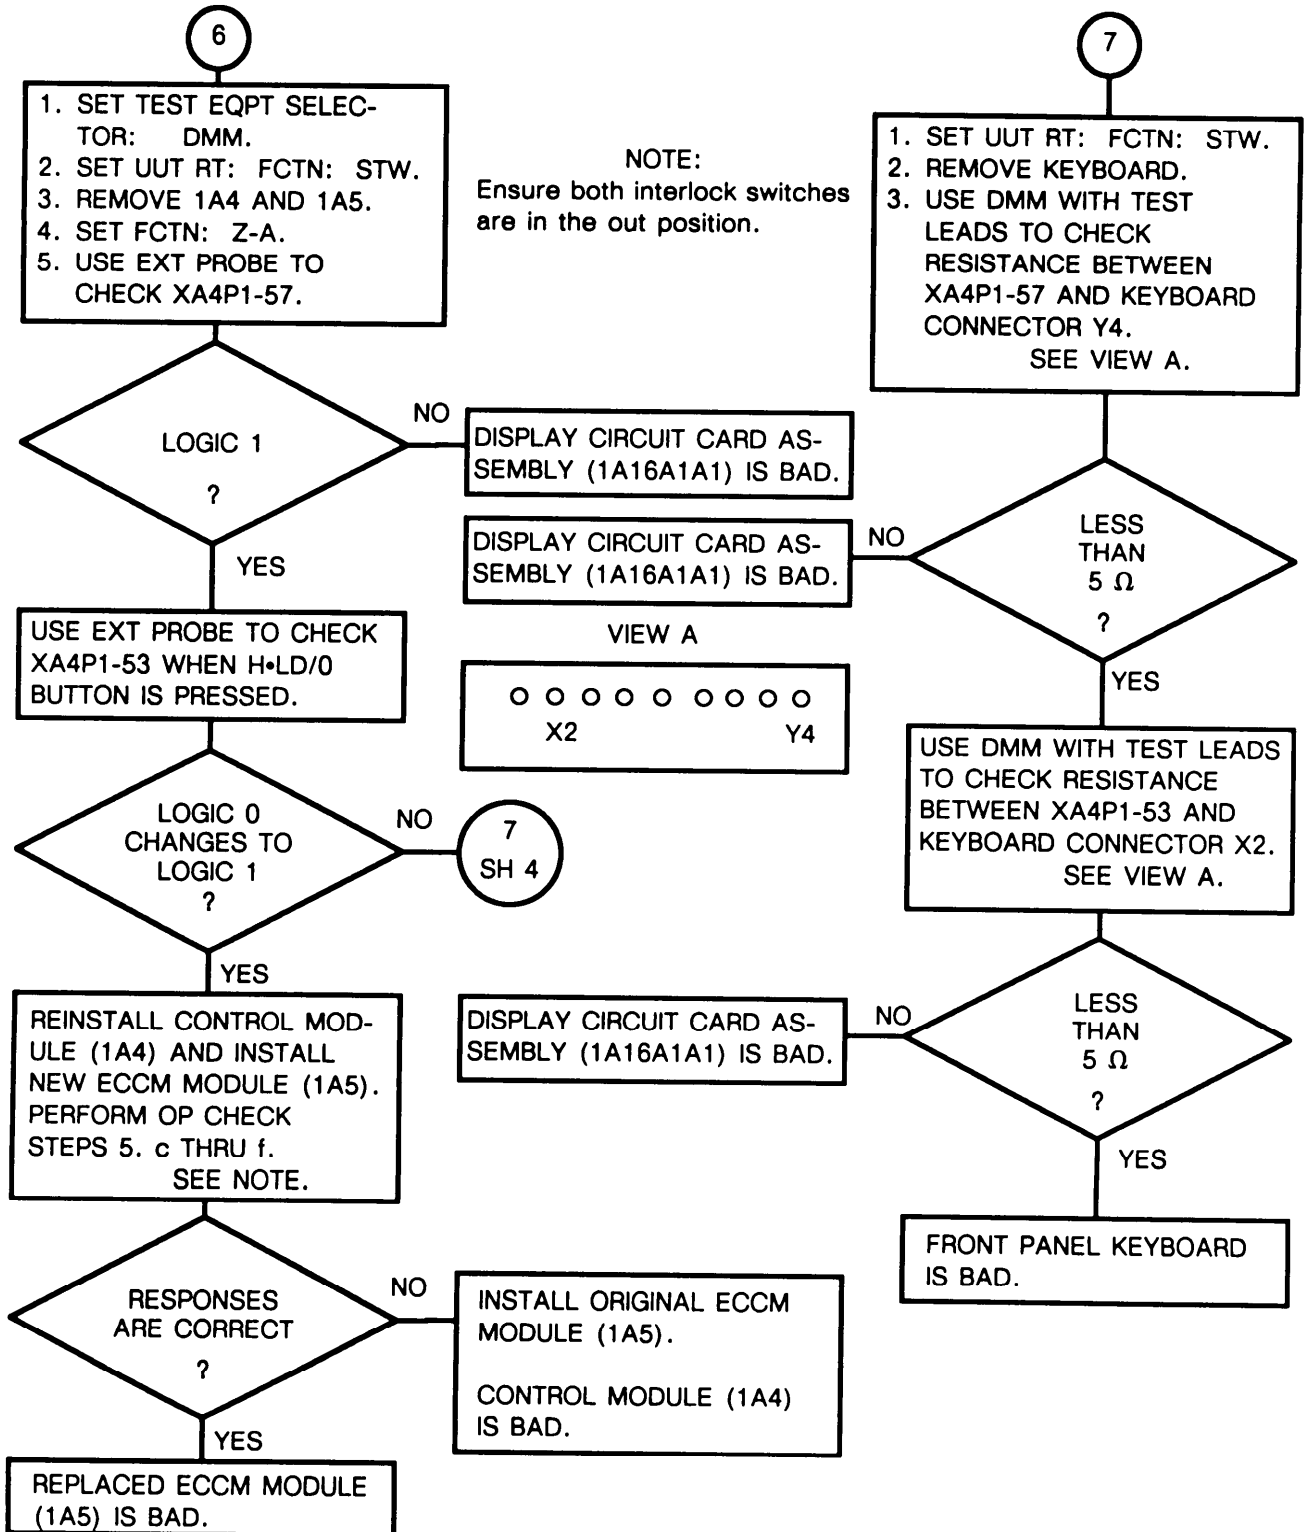 6
1. SET TEST EQPT SELEC-
TOR: DMM.
2. SET UUT RT: FCTN: STW.
3. REMOVE 1A4 AND 1A5.
4. SET FCTN: Z-A.
5. USE EXT PROBE TO
CHECK XA4P1-57.
LOGIC 1
?
NO
DISPLAY CIRCUIT CARD AS-
SEMBLY (1A16A1A1) IS BAD.
YES
USE EXT PROBE TO CHECK
XA4P1-53 WHEN H•LD/0
BUTTON IS PRESSED.
LOGIC 0
CHANGES TO
LOGIC 1
?
NO
7
SH 4
YES
REINSTALL CONTROL MOD-
ULE (1A4) AND INSTALL
NEW ECCM MODULE (1A5).
PERFORM OP CHECK
STEPS 5. c THRU f.
SEE NOTE.
RESPONSES
ARE CORRECT
?
NO
INSTALL ORIGINAL ECCM
MODULE (1A5).
CONTROL MODULE (1A4)
IS BAD.
YES
REPLACED ECCM MODULE
(1A5) IS BAD.
NOTE:
Ensure both interlock switches
are in the out position.
7
1. SET UUT RT: FCTN: STW.
2. REMOVE KEYBOARD.
3. USE DMM WITH TEST
LEADS TO CHECK
RESISTANCE BETWEEN
XA4P1-57 AND KEYBOARD
CONNECTOR Y4.
SEE VIEW A.
LESS
THAN
5 Ω
?
NO
DISPLAY CIRCUIT CARD AS-
SEMBLY (1A16A1A1) IS BAD.
VIEW A
X2 Y4
YES
USE DMM WITH TEST LEADS
TO CHECK RESISTANCE
BETWEEN XA4P1-53 AND
KEYBOARD CONNECTOR X2.
SEE VIEW A.
LESS
THAN
5 Ω
?
NO
DISPLAY CIRCUIT CARD AS-
SEMBLY (1A16A1A1) IS BAD.
YES
FRONT PANEL KEYBOARD
IS BAD.